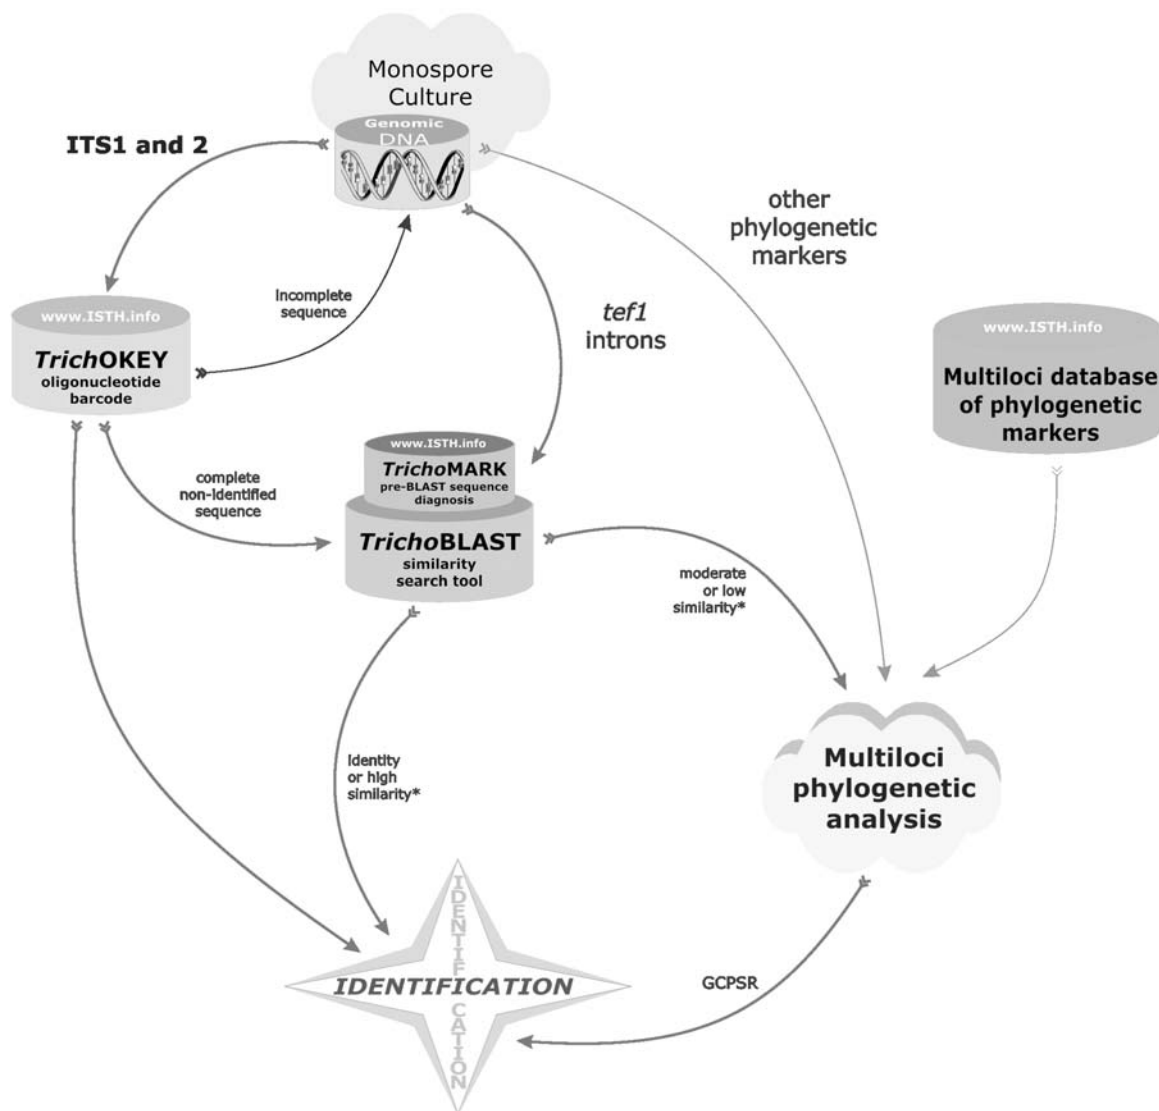 Monospore
Culture
Genomic
DNA
ITS1 and 2
other
phylogenetic
markers
incomplete
sequence
tef1
introns
www.ISTH.info
TrichOKEY
oligonucleotide
barcode
www.ISTH.info
Multiloci database
of phylogenetic
markers
www.ISTH.info
TrichoMARK
pre-BLAST sequence
diagnosis
complete
non-identified
sequence
TrichoBLAST
similarity
search tool
moderate
or low
similarity*
identity
or high
similarity*
Multiloci
phylogenetic
analysis
IDENTIFICATION
IDENTIF CATION
GCPSR